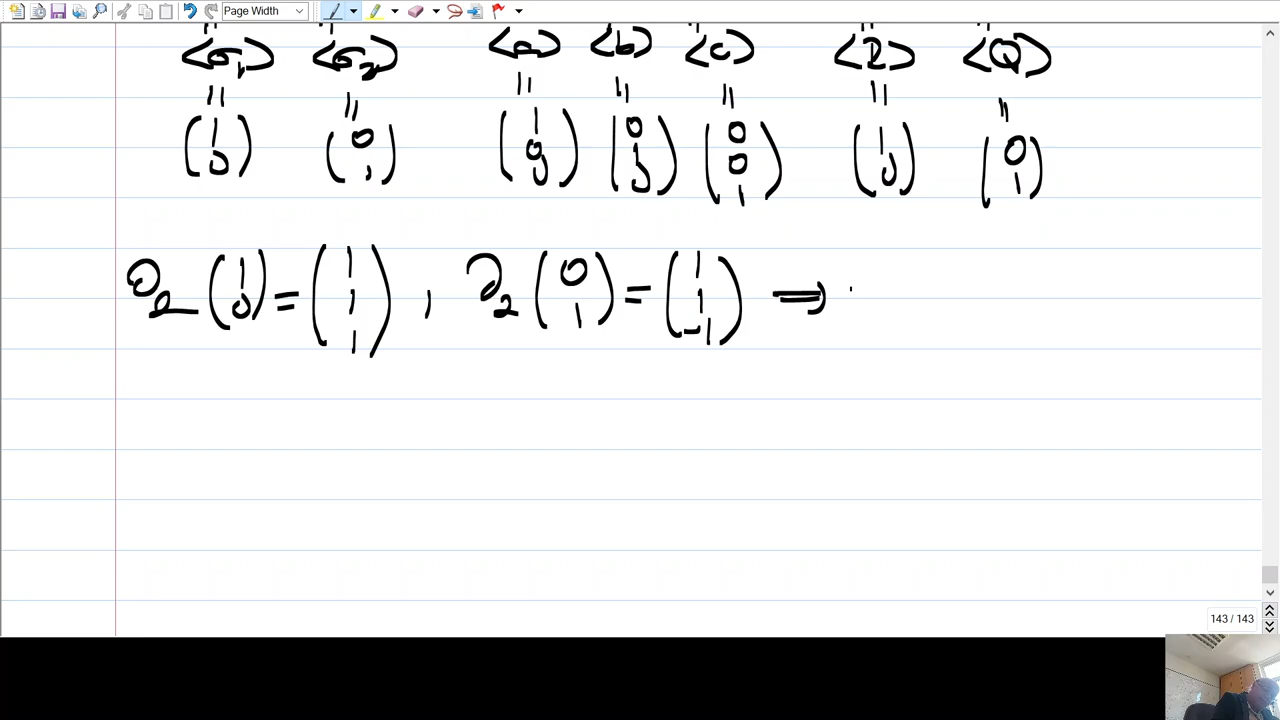 Page Width
<σ₁> <σ₂> <a> <b> <c> <P> <Q>
|| || || || || || ||
(1 0) (0 1) (1 0 0) (0 1 0) (0 0 1) (1 0) (0 1)
∂₂ (1 0) = (1 1 1) , ∂₂ (0 1) = (1 1 -1) ⟹
143 / 143